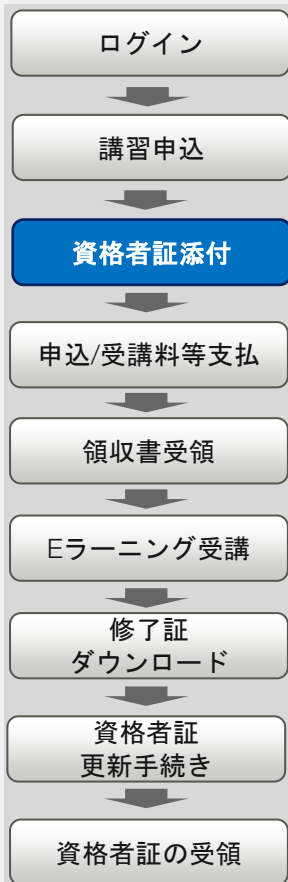 ログイン
講習申込
資格者証添付
申込/受講料等支払
領収書受領
Eラーニング受講
修了証
ダウンロード
資格者証
更新手続き
資格者証の受領